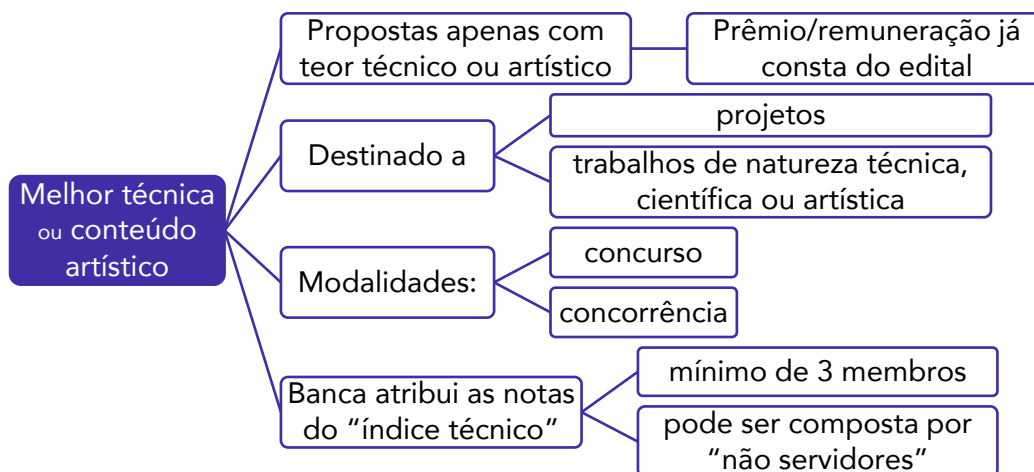 Melhor técnica
ou conteúdo
artístico
Propostas apenas com
teor técnico ou artístico
Prêmio/remuneração já
consta do edital
Destinado a
projetos
trabalhos de natureza técnica,
científica ou artística
Modalidades:
concurso
concorrência
Banca atribui as notas
do “índice técnico”
mínimo de 3 membros
pode ser composta por
“não servidores”